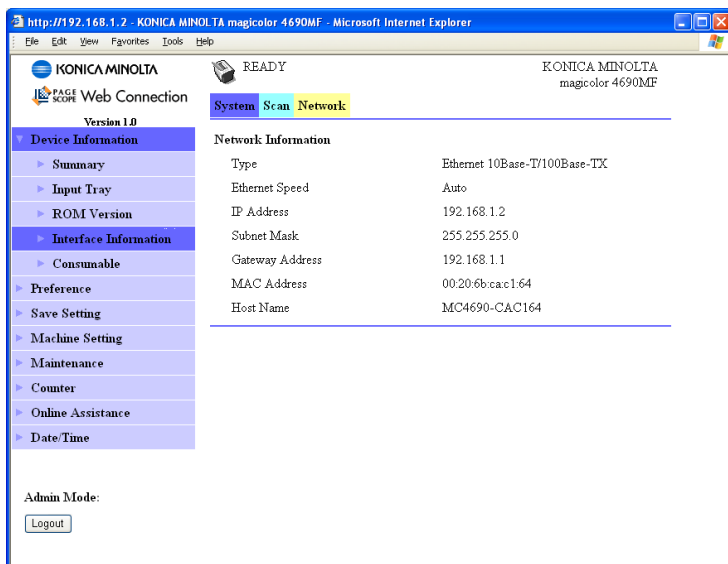 http://192.168.1.2 - KONICA MINOLTA magicolor 4690MF - Microsoft Internet Explorer
File Edit View Favorites Tools Help
KONICA MINOLTA
PAGE SCOPE Web Connection
Version 1.0
READY
KONICA MINOLTA
magicolor 4690MF
System Scan Network
Device Information
Summary
Input Tray
ROM Version
Interface Information
Consumable
Preference
Save Setting
Machine Setting
Maintenance
Counter
Online Assistance
Date/Time
Admin Mode:
Logout
Network Information
Type Ethernet 10Base-T/100Base-TX
Ethernet Speed Auto
IP Address 192.168.1.2
Subnet Mask 255.255.255.0
Gateway Address 192.168.1.1
MAC Address 00:20:6b:ca:c1:64
Host Name MC4690-CAC164